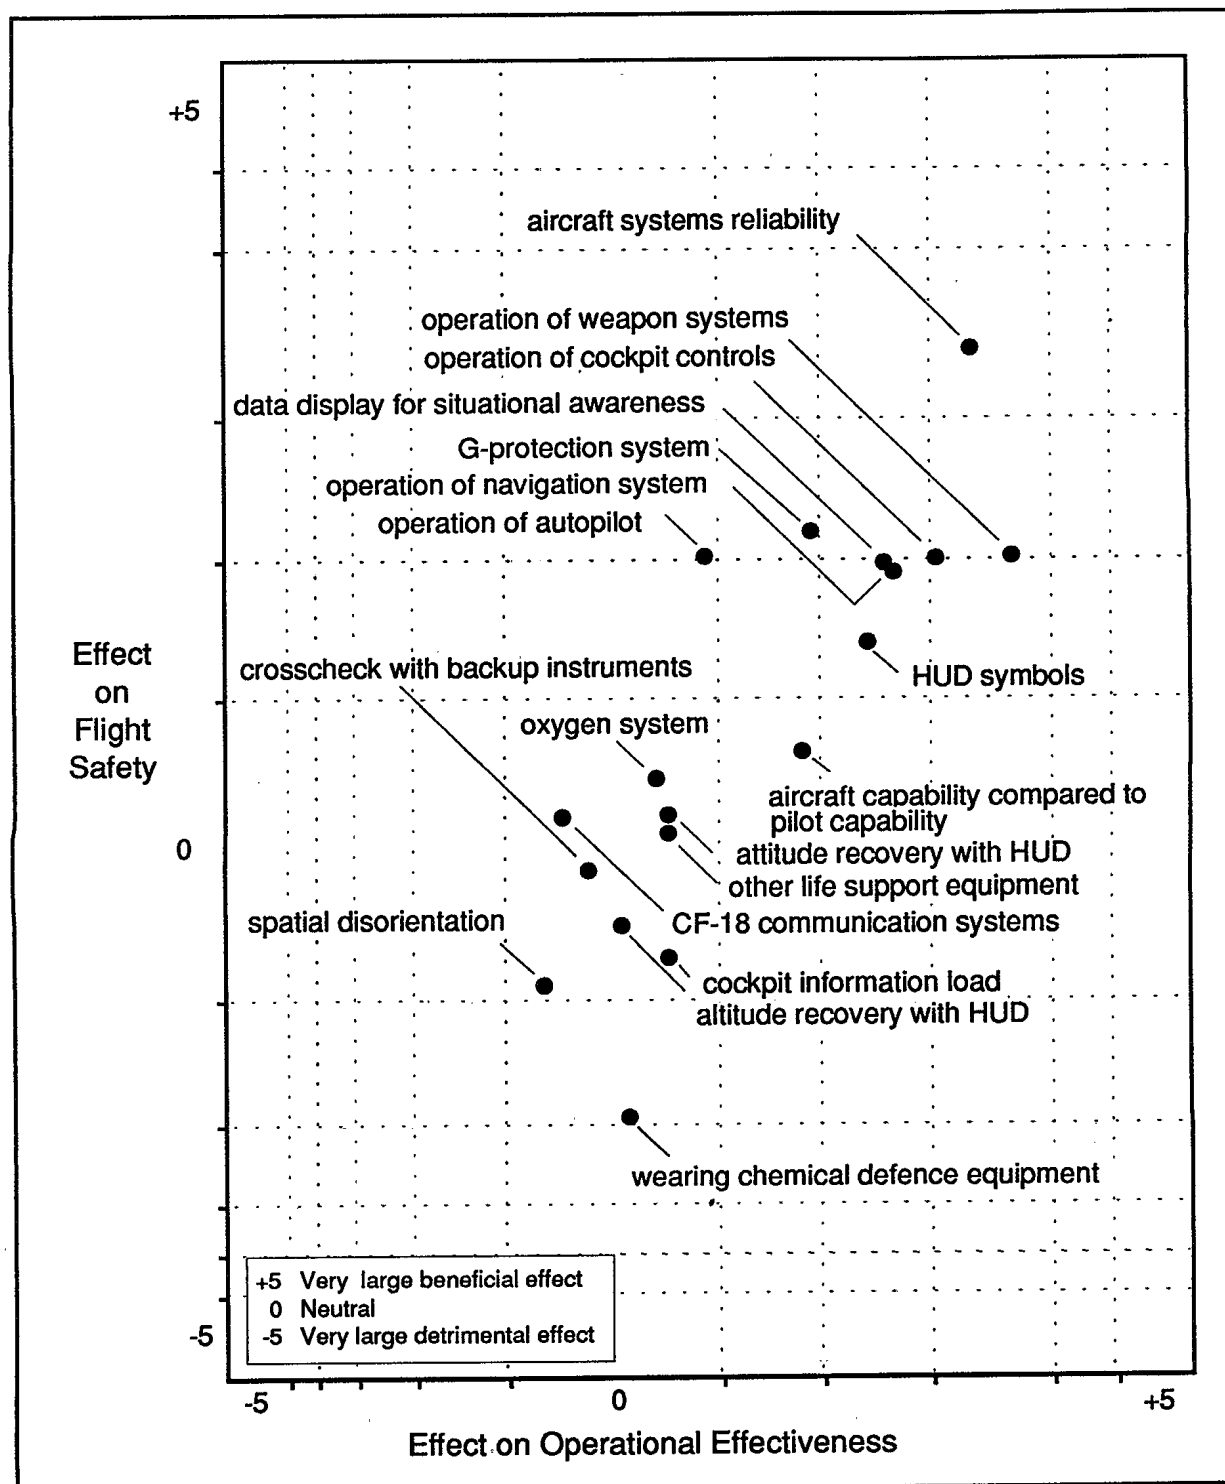 +5
aircraft systems reliability
operation of weapon systems
operation of cockpit controls
data display for situational awareness
G-protection system
operation of navigation system
operation of autopilot
Effect
on
Flight
Safety
crosscheck with backup instruments
HUD symbols
oxygen system
aircraft capability compared to
pilot capability
0
attitude recovery with HUD
other life support equipment
spatial disorientation
CF-18 communication systems
cockpit information load
altitude recovery with HUD
wearing chemical defence equipment
+5 Very large beneficial effect
0 Neutral
-5 Very large detrimental effect
-5
-5 0 +5
Effect on Operational Effectiveness